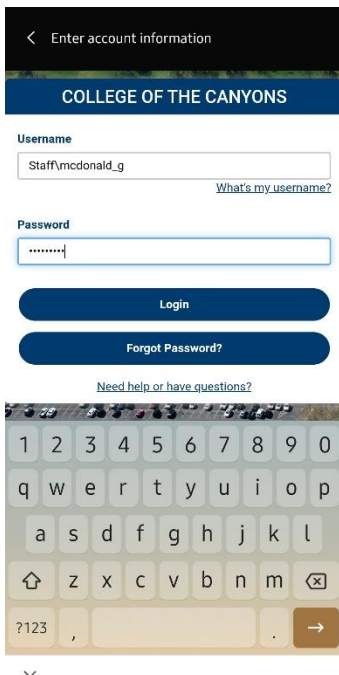 Enter account information
COLLEGE OF THE CANYONS
Username
Staff\mcdonald_g
What's my username?
Password
•••••••••
Login
Forgot Password?
Need help or have questions?
1 2 3 4 5 6 7 8 9 0
q w e r t y u i o p
a s d f g h j k l
z x c v b n m
?123 , .